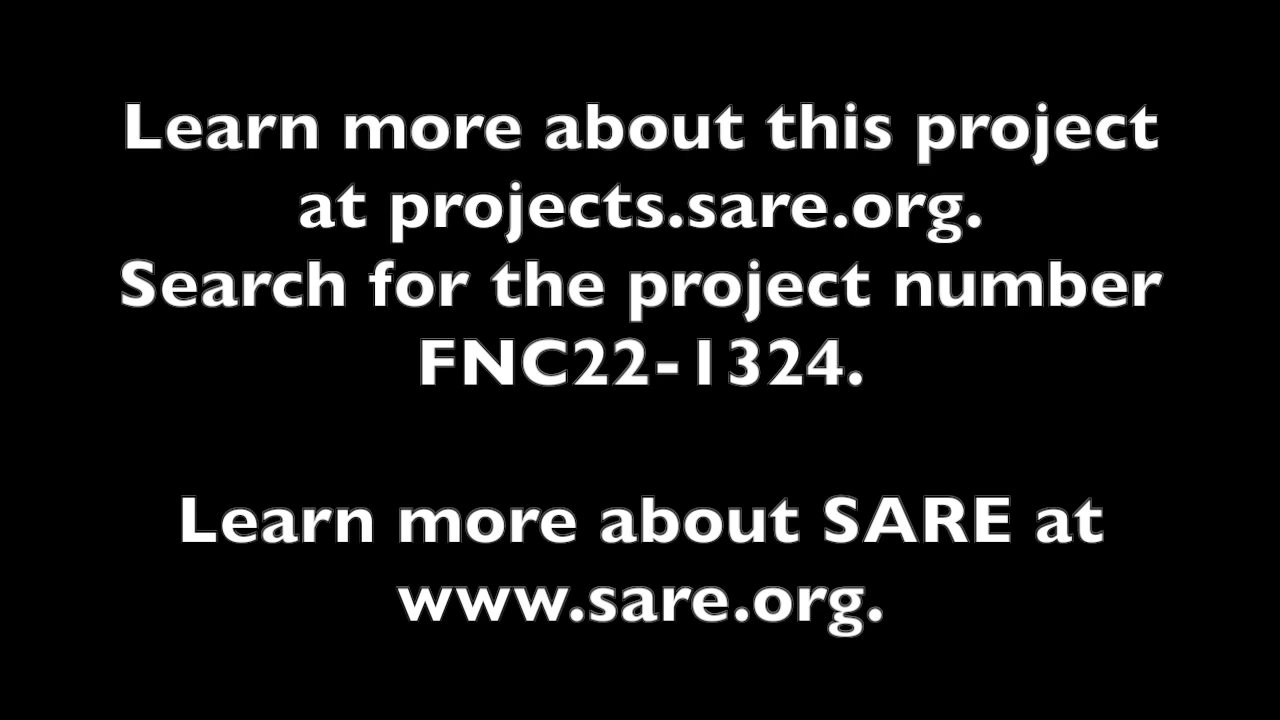 Learn more about this project
at projects.sare.org.
Search for the project number
FNC22-1324.
Learn more about SARE at
www.sare.org.